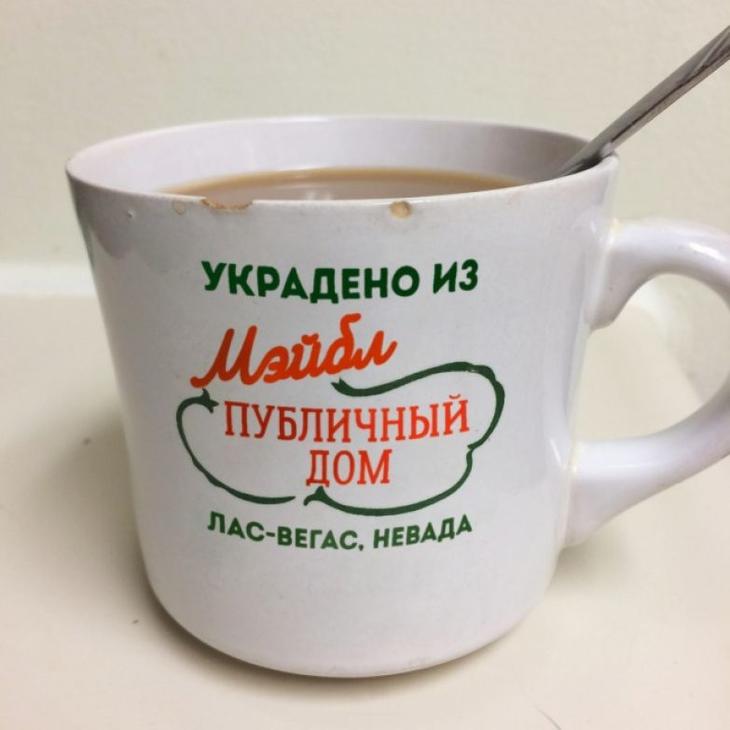 УКРАДЕНО ИЗ
Мэйбл
ПУБЛИЧНЫЙ
ДОМ
ЛАС-ВЕГАС, НЕВАДА